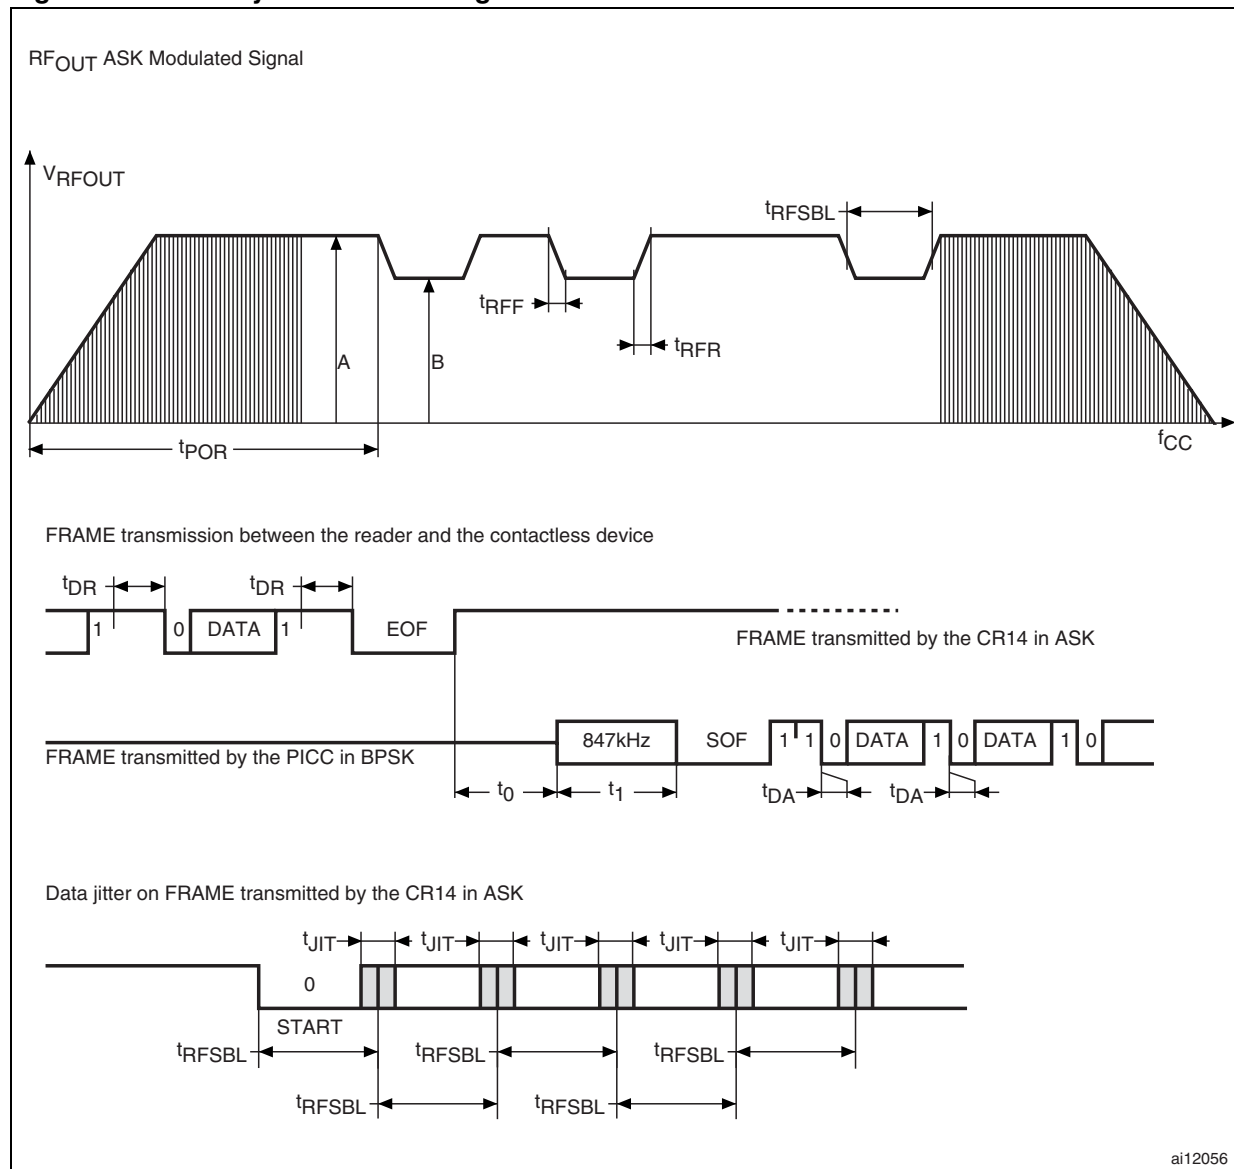 RFOUT ASK Modulated Signal
VRFOUT
tRFSBL
tRFF
tRFR
A
B
tPOR
fCC
FRAME transmission between the reader and the contactless device
tDR tDR
1 0 DATA 1 EOF
FRAME transmitted by the CR14 in ASK
847kHz SOF 1 1 0 DATA 1 0 DATA 1 0
FRAME transmitted by the PICC in BPSK
t0 t1 tDA tDA
Data jitter on FRAME transmitted by the CR14 in ASK
tJIT tJIT tJIT tJIT tJIT
0
START
tRFSBL tRFSBL tRFSBL
tRFSBL tRFSBL
ai12056